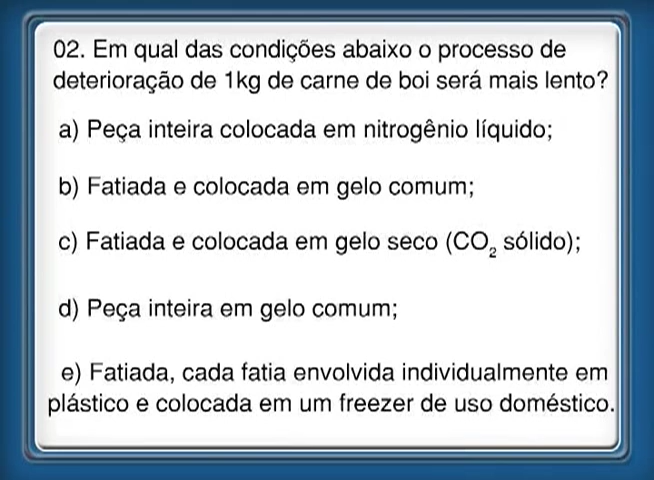 02. Em qual das condições abaixo o processo de
deterioração de 1kg de carne de boi será mais lento?
a) Peça inteira colocada em nitrogênio líquido;
b) Fatiada e colocada em gelo comum;
c) Fatiada e colocada em gelo seco (CO₂ sólido);
d) Peça inteira em gelo comum;
e) Fatiada, cada fatia envolvida individualmente em
plástico e colocada em um freezer de uso doméstico.